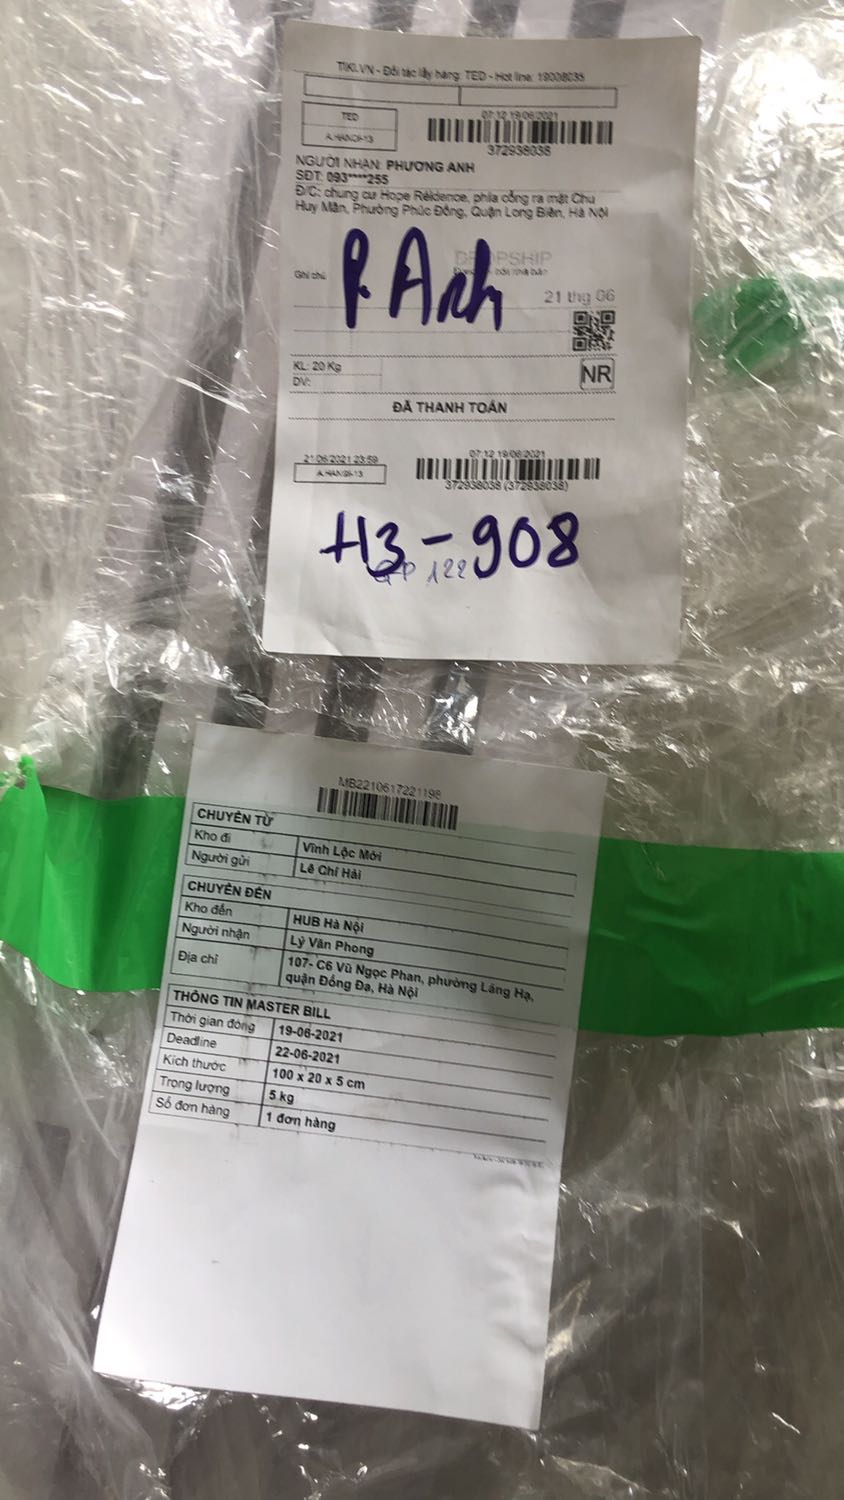 TIKI.VN - Đối tác lấy hàng: TED - Hot line: 19006035
TED
A.HANOI-13
07:12 19/06/2021
372938038
NGƯỜI NHẬN: PHƯƠNG ANH
SĐT: 093****255
Đ/C: chung cư Hope Rêidence, phía cổng ra mặt Chu
Huy Mân, Phường Phúc Đồng, Quận Long Biên, Hà Nội
DROPSHIP
Ghi chú
P. Anh
21 thg 06
KL: 20 Kg
NR
DV:
ĐÃ THANH TOÁN
21/06/2021 23:59
A.HANOI-13
07:12 19/06/2021
372938038 (372938038)
H3-908
122
MB2210617221198
CHUYỂN TỪ
Kho đi Vĩnh Lộc Mới
Người gửi Lê Chí Hải
CHUYỂN ĐẾN
Kho đến HUB Hà Nội
Người nhận Lý Văn Phong
Địa chỉ 107- C6 Vũ Ngọc Phan, phường Láng Hạ,
quận Đống Đa, Hà Nội
THÔNG TIN MASTER BILL
Thời gian đóng 19-06-2021
Deadline 22-06-2021
Kích thước 100 x 20 x 5 cm
Trọng lượng 5 kg
Số đơn hàng 1 đơn hàng